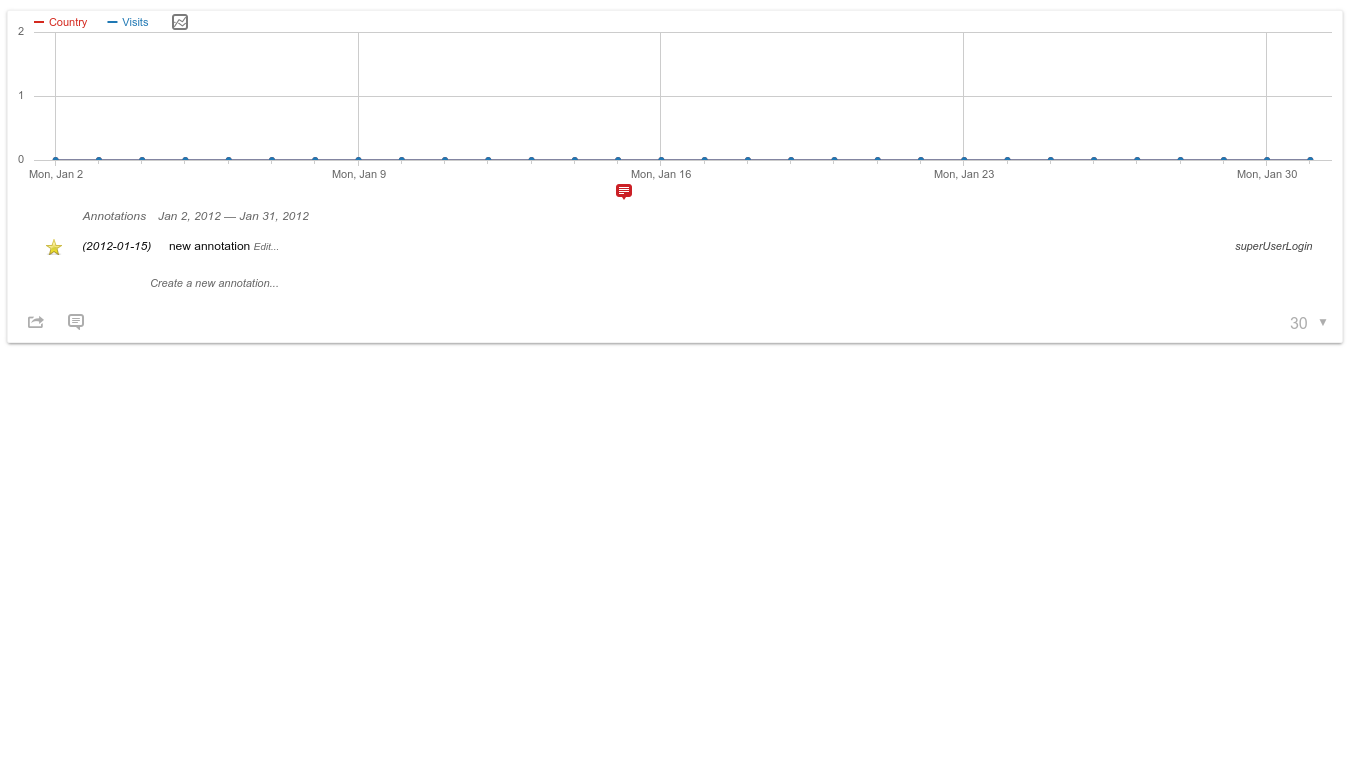 Country Visits
2
1
0
Mon, Jan 2 Mon, Jan 9 Mon, Jan 16 Mon, Jan 23 Mon, Jan 30
Annotations Jan 2, 2012 — Jan 31, 2012
(2012-01-15) new annotation Edit... superUserLogin
Create a new annotation...
30